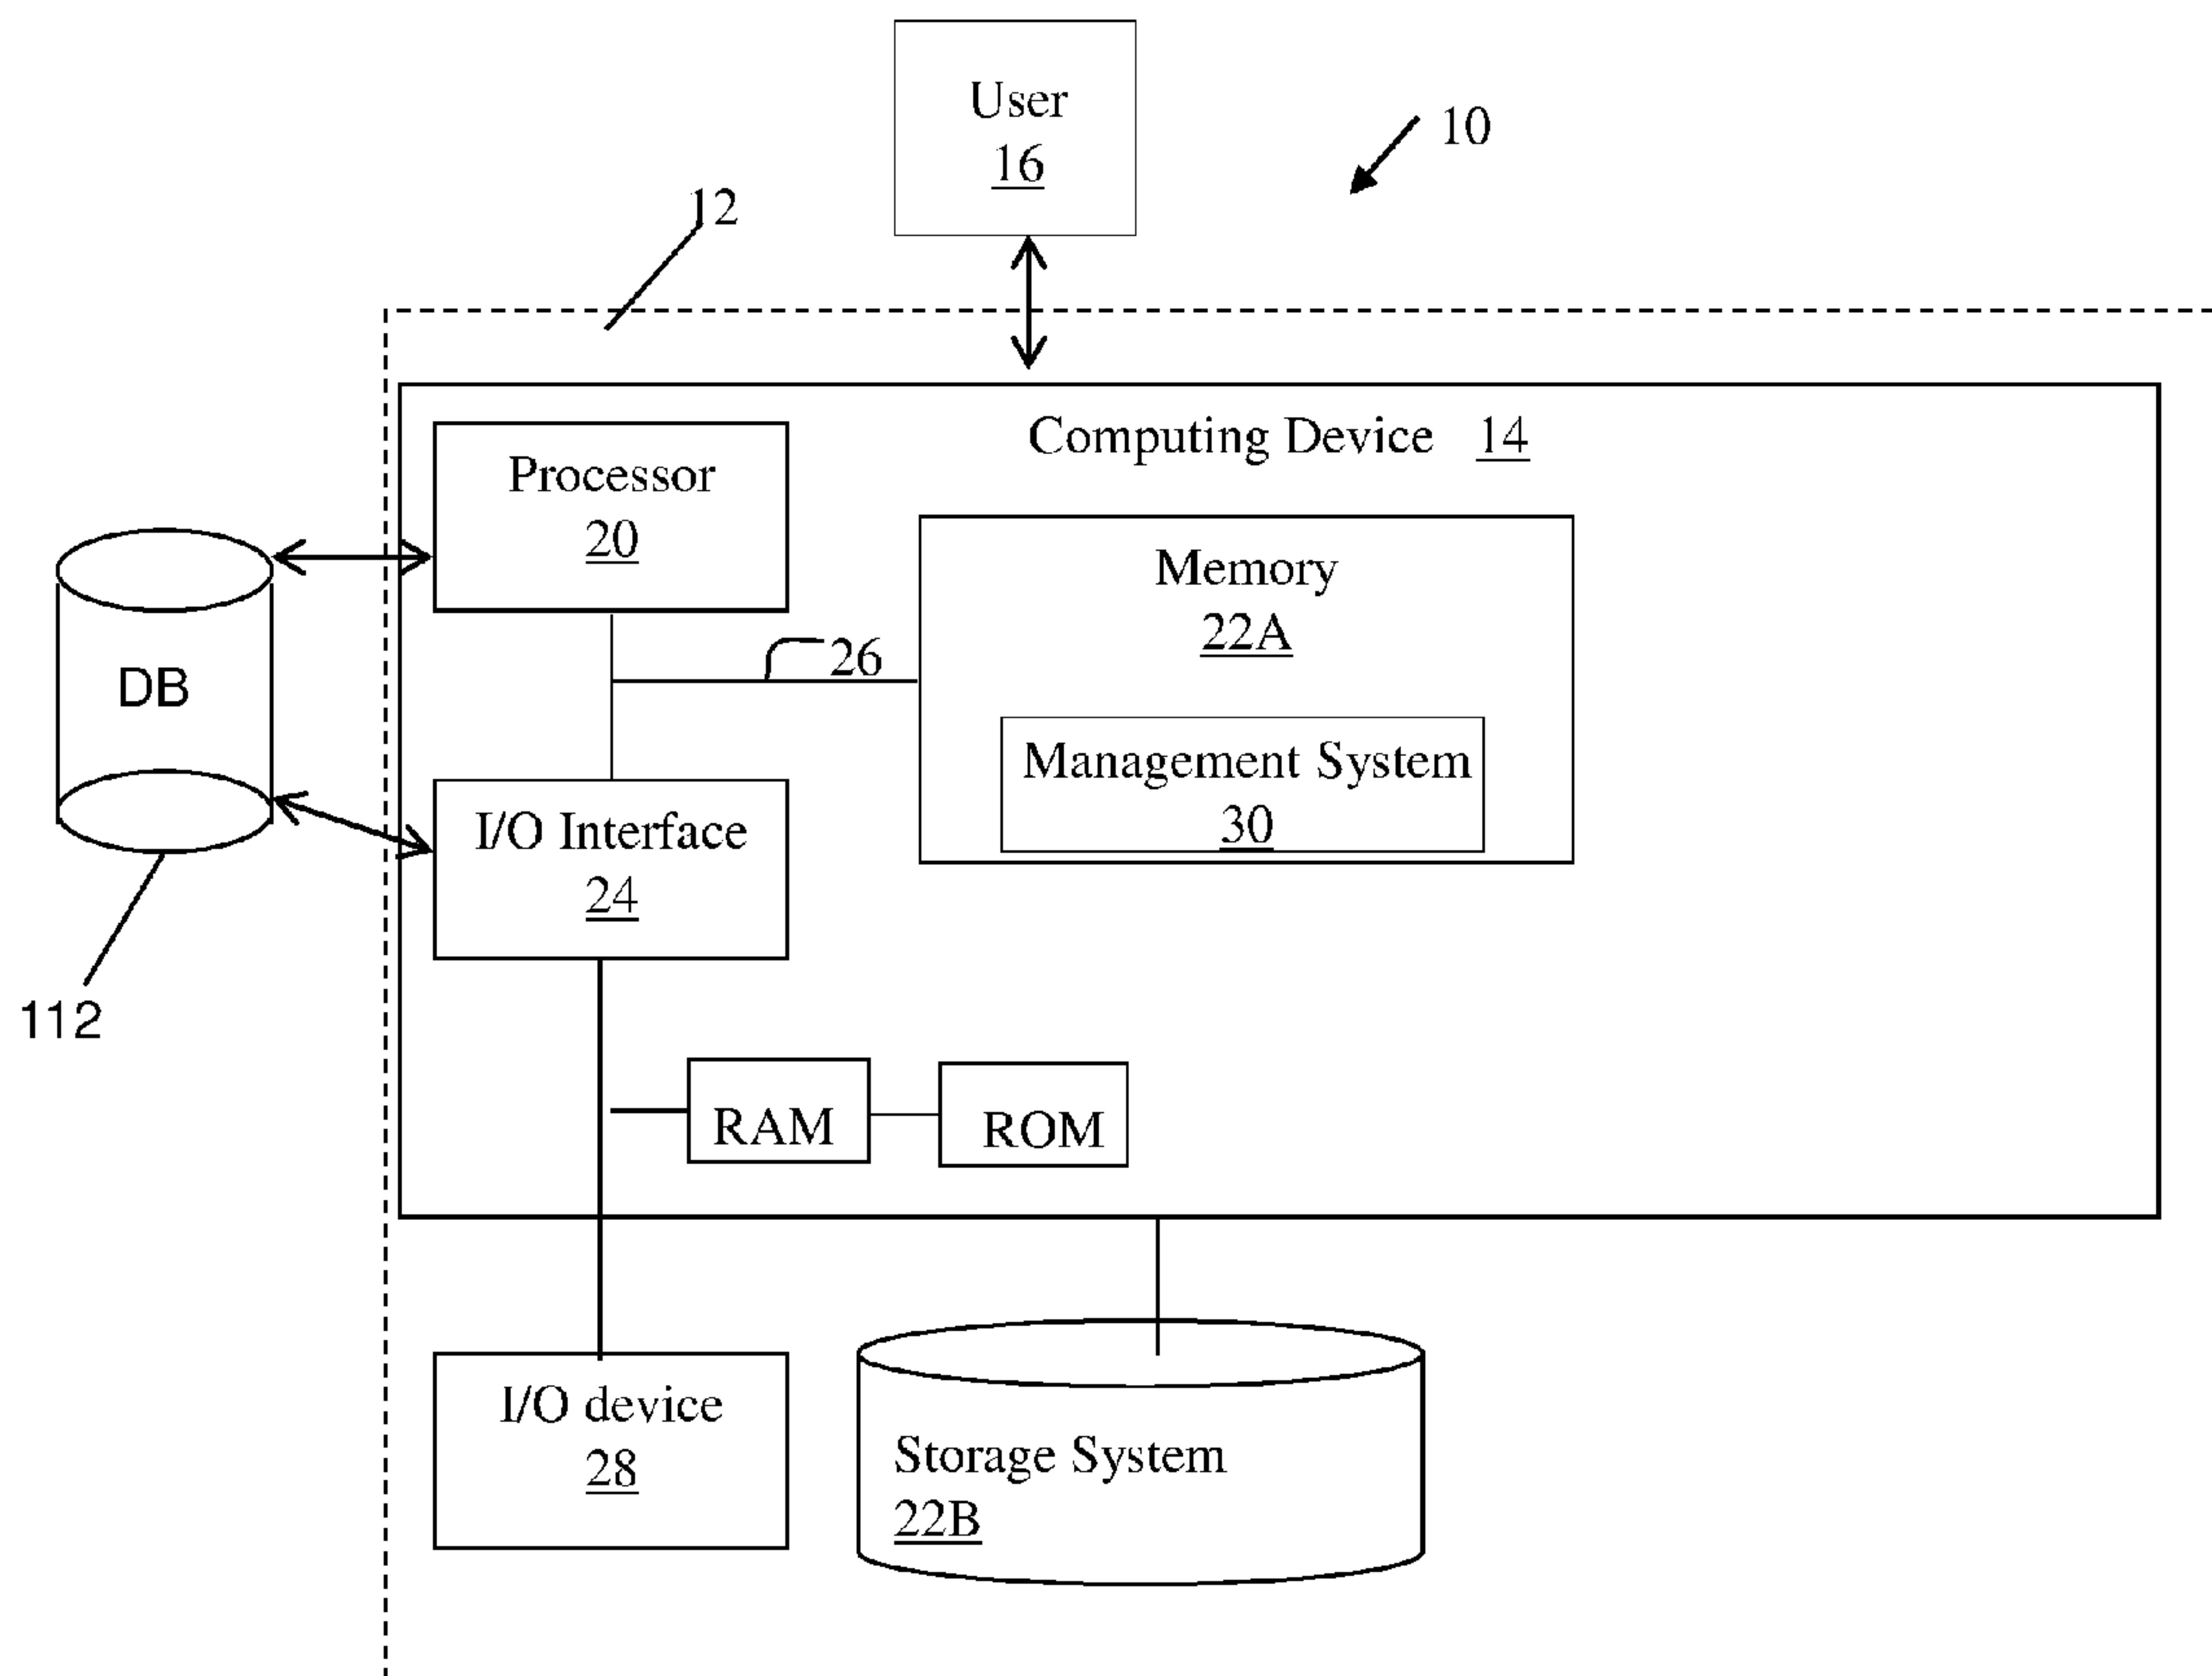 User
16
10
12
Computing Device 14
Processor
20
Memory
22A
26
DB
Management System
30
I/O Interface
24
112
RAM
ROM
I/O device
28
Storage System
22B